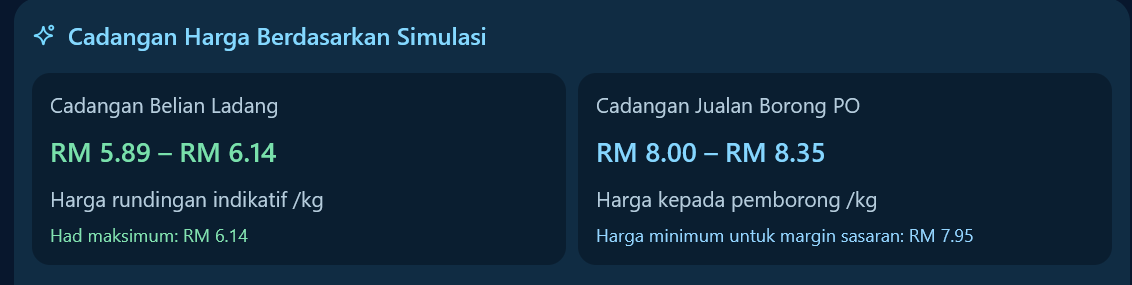 Cadangan Harga Berdasarkan Simulasi
Cadangan Belian Ladang
RM 5.89 – RM 6.14
Harga rundingan indikatif /kg
Had maksimum: RM 6.14
Cadangan Jualan Borong PO
RM 8.00 – RM 8.35
Harga kepada pemborong /kg
Harga minimum untuk margin sasaran: RM 7.95